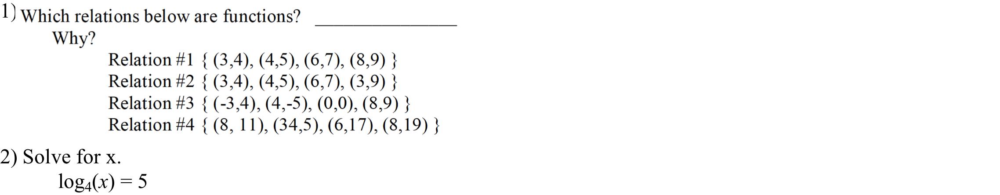 1) Which relations below are functions? _______________
Why?
Relation #1 { (3,4), (4,5), (6,7), (8,9) }
Relation #2 { (3,4), (4,5), (6,7), (3,9) }
Relation #3 { (-3,4), (4,-5), (0,0), (8,9) }
Relation #4 { (8, 11), (34,5), (6,17), (8,19) }
2) Solve for x.
log₄(x) = 5